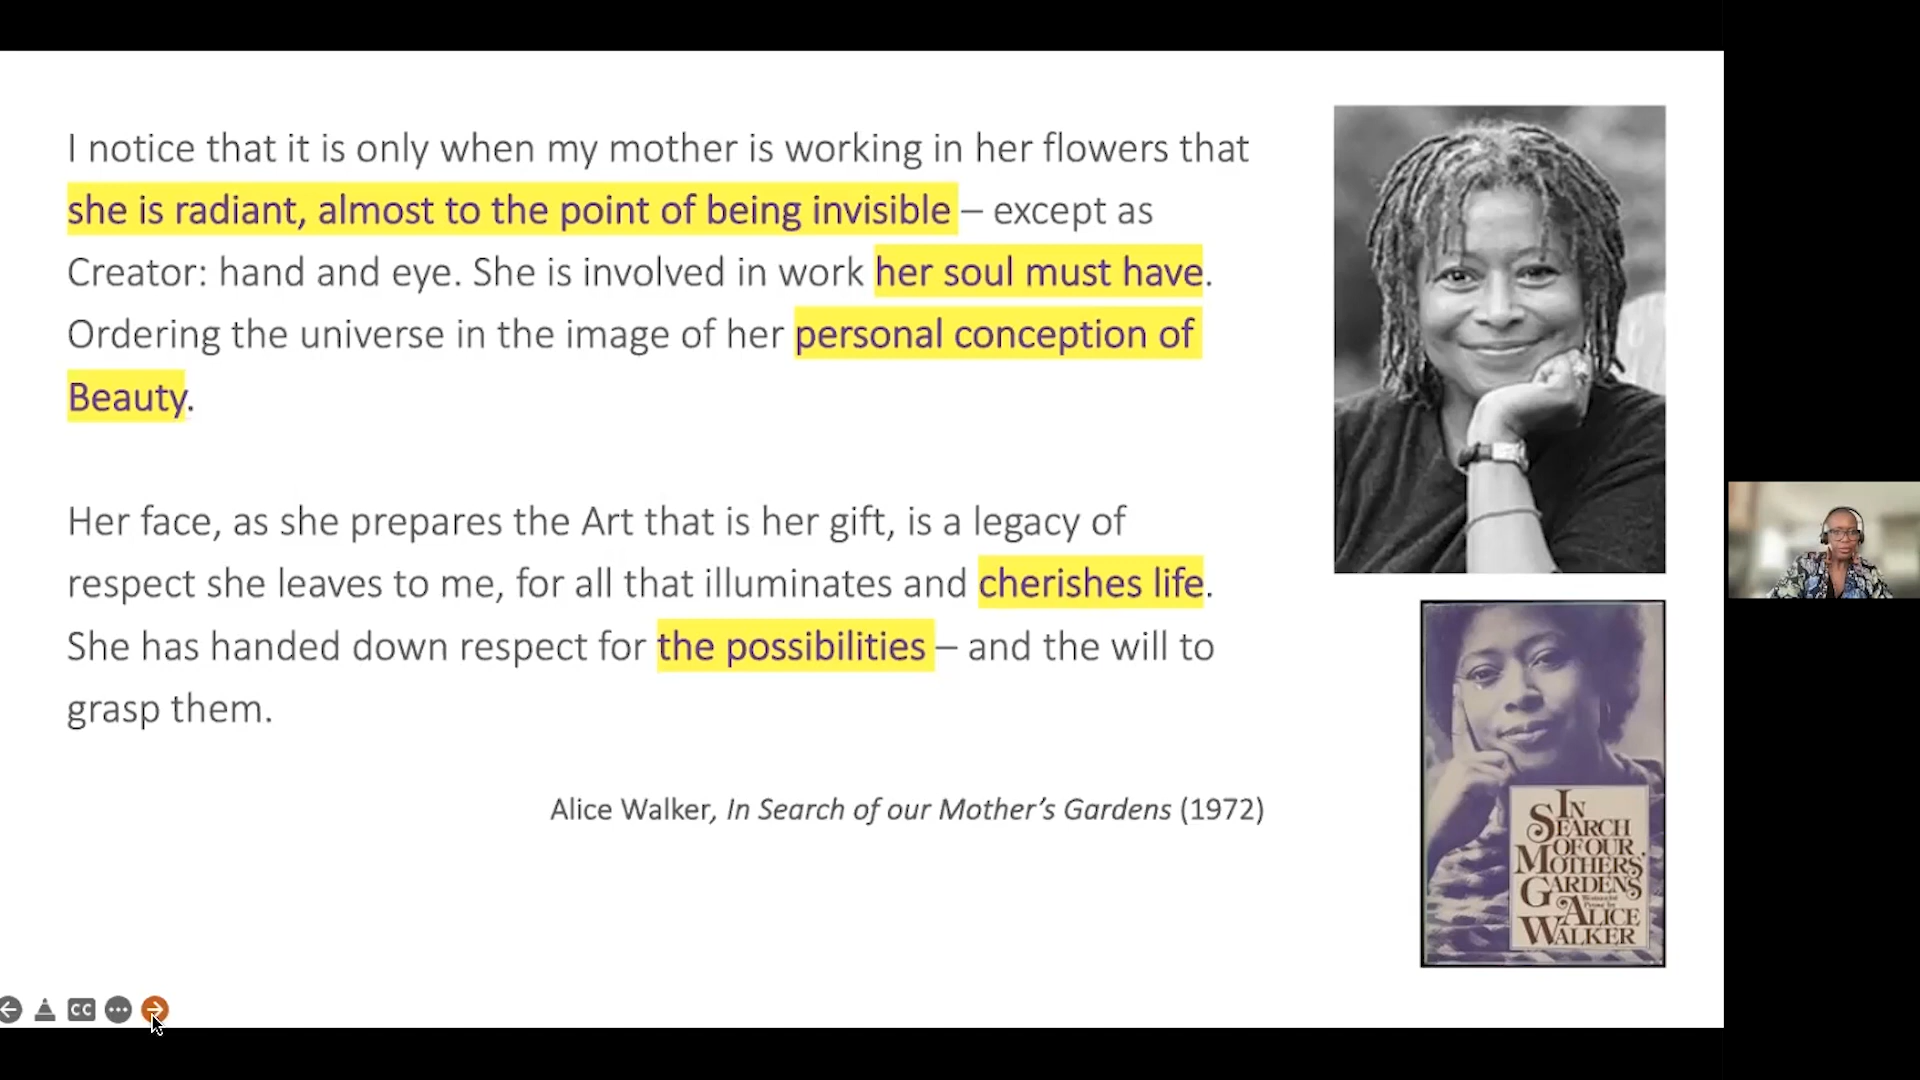 I notice that it is only when my mother is working in her flowers that
she is radiant, almost to the point of being invisible – except as
Creator: hand and eye. She is involved in work her soul must have.
Ordering the universe in the image of her personal conception of
Beauty.
Her face, as she prepares the Art that is her gift, is a legacy of
respect she leaves to me, for all that illuminates and cherishes life.
She has handed down respect for the possibilities – and the will to
grasp them.
Alice Walker, In Search of our Mother’s Gardens (1972)
IN
SEARCH
OF OUR
MOTHERS'
GARDENS
Womanist
Prose by
ALICE
WALKER
CC